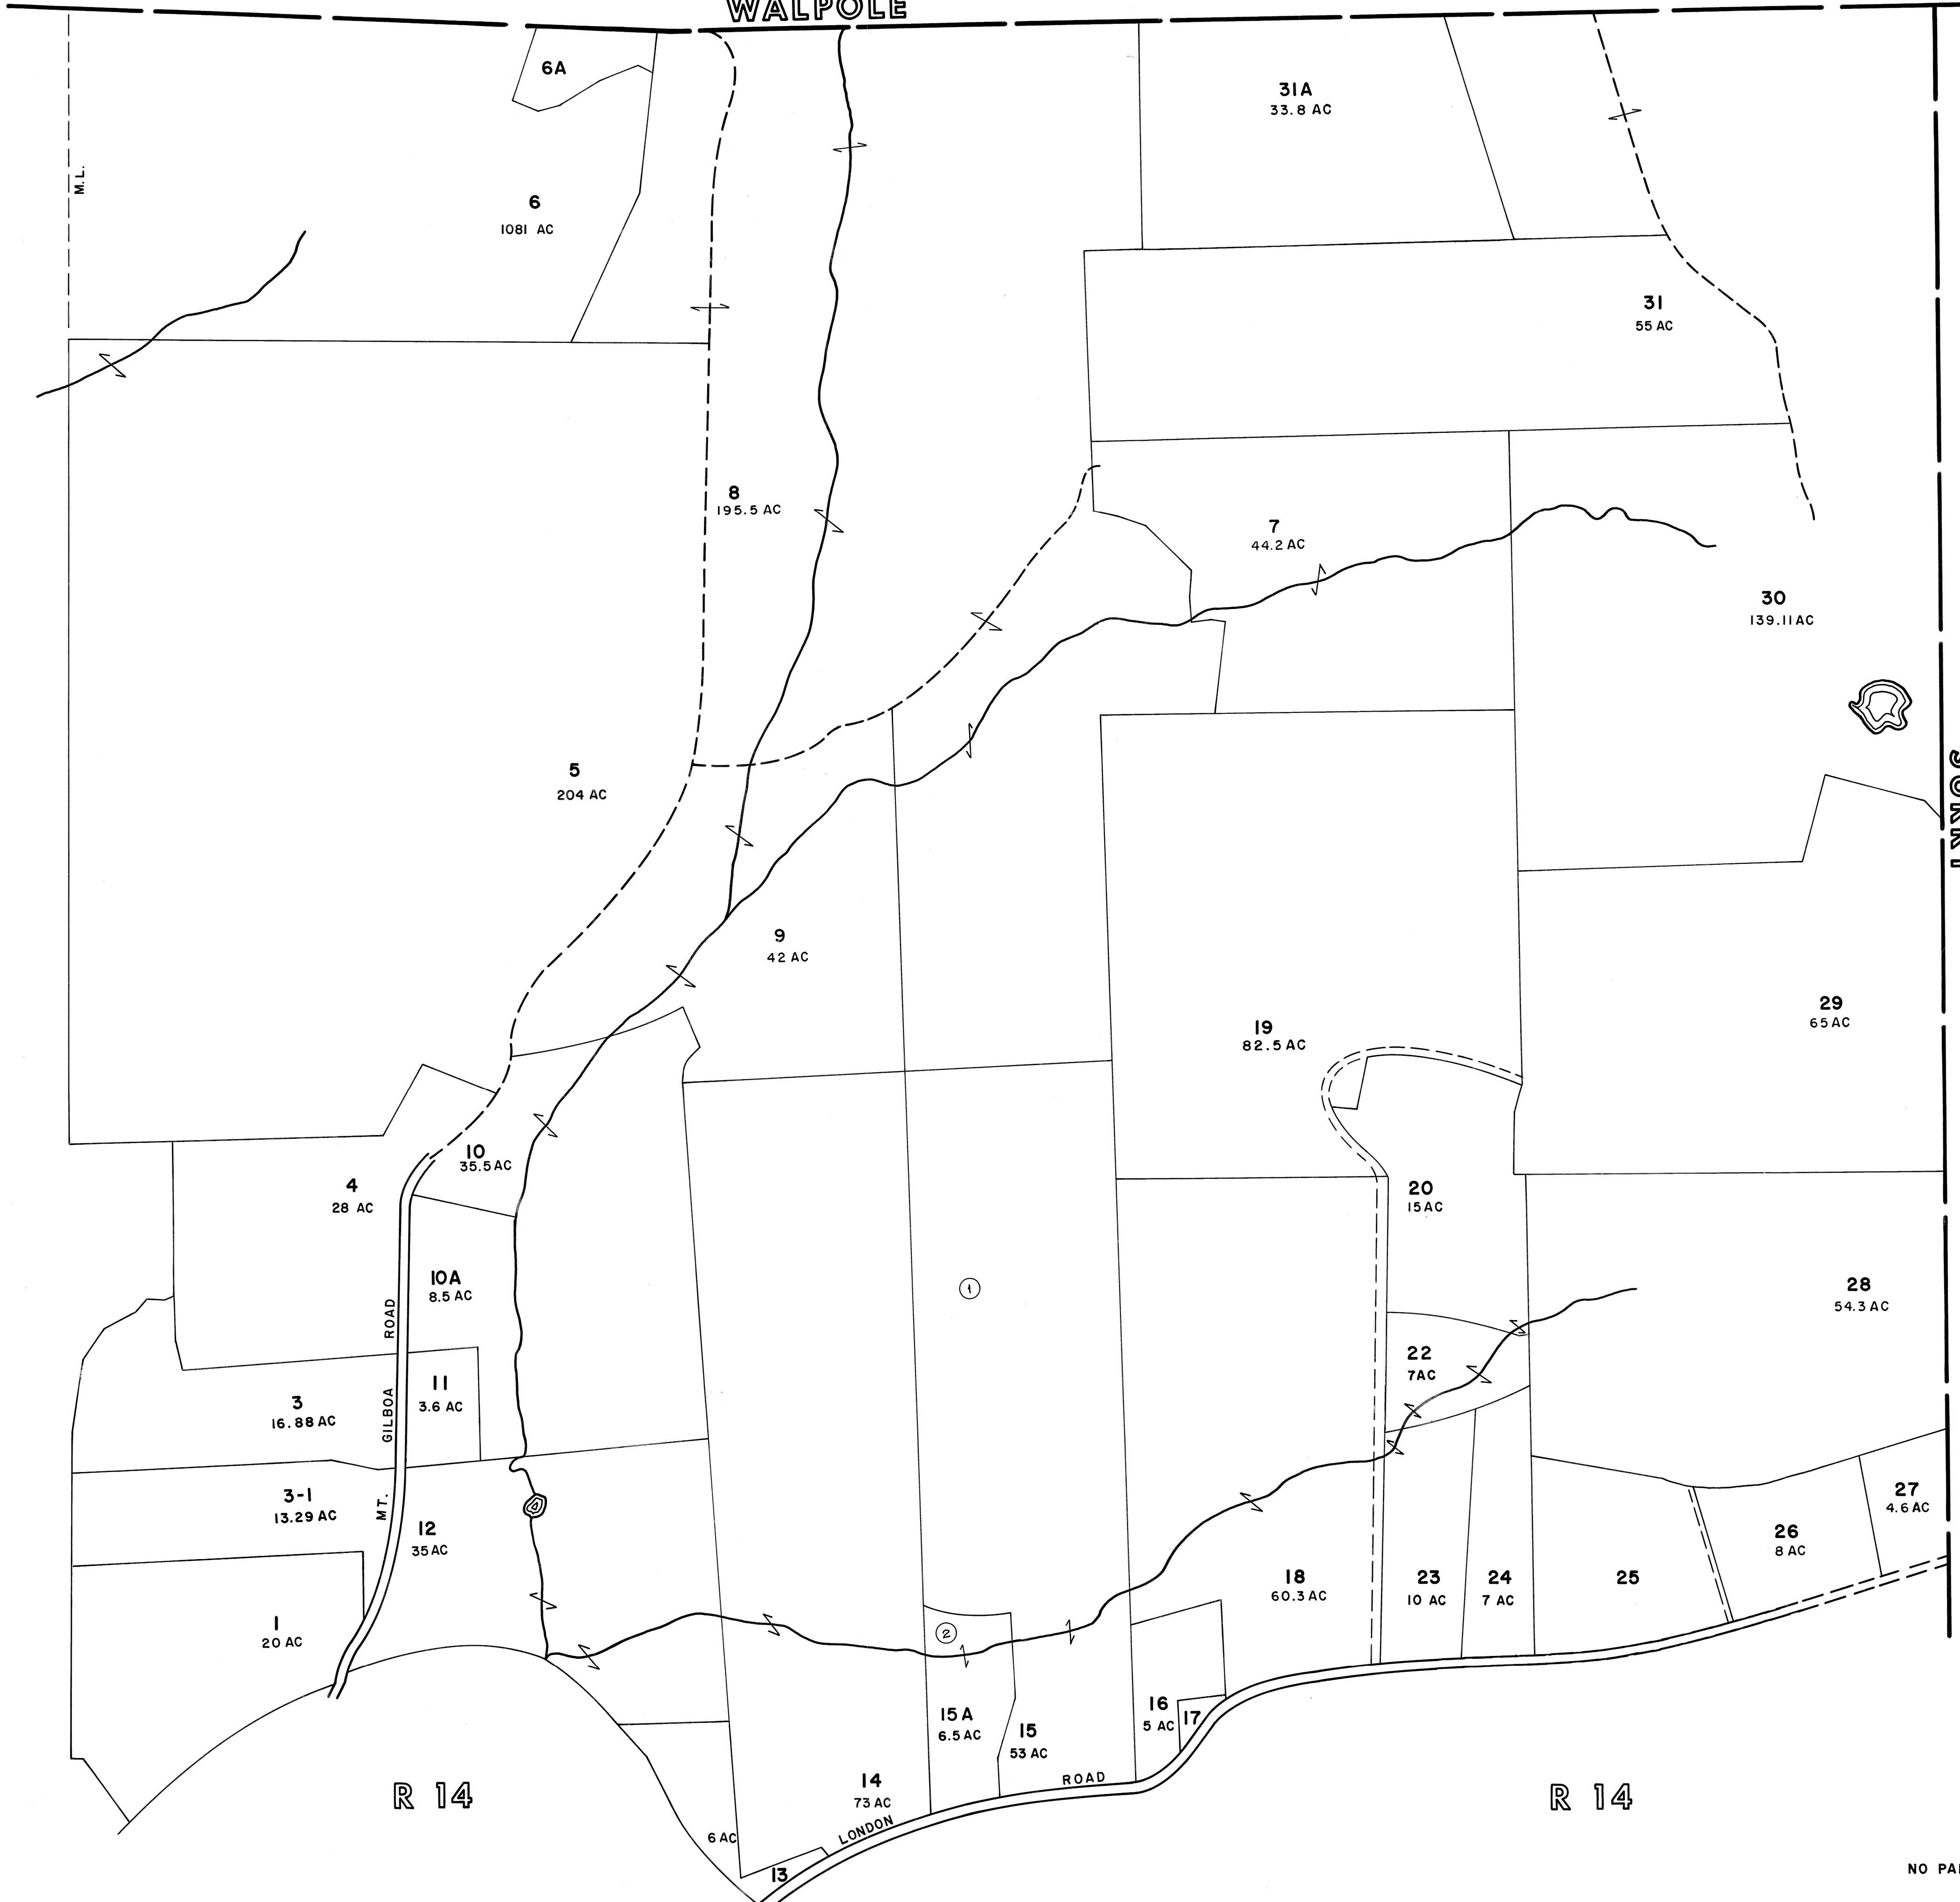 WALPOLE
6A
31A
33.8 AC
M.L.
6
1081 AC
31
55 AC
8
195.5 AC
7
44.2 AC
30
139.11 AC
5
204 AC
9
42 AC
19
82.5 AC
29
65 AC
10
35.5 AC
4
28 AC
20
15 AC
10A
8.5 AC
1
28
54.3 AC
MT. GILBOA ROAD
22
7 AC
11
3.6 AC
3
16.88 AC
3-1
13.29 AC
27
4.6 AC
12
35 AC
26
8 AC
18
60.3 AC
23
10 AC
24
7 AC
25
1
20 AC
2
15A
6.5 AC
16
5 AC
17
15
53 AC
14
73 AC
LONDON ROAD
R 14
R 14
6 AC
13
NO